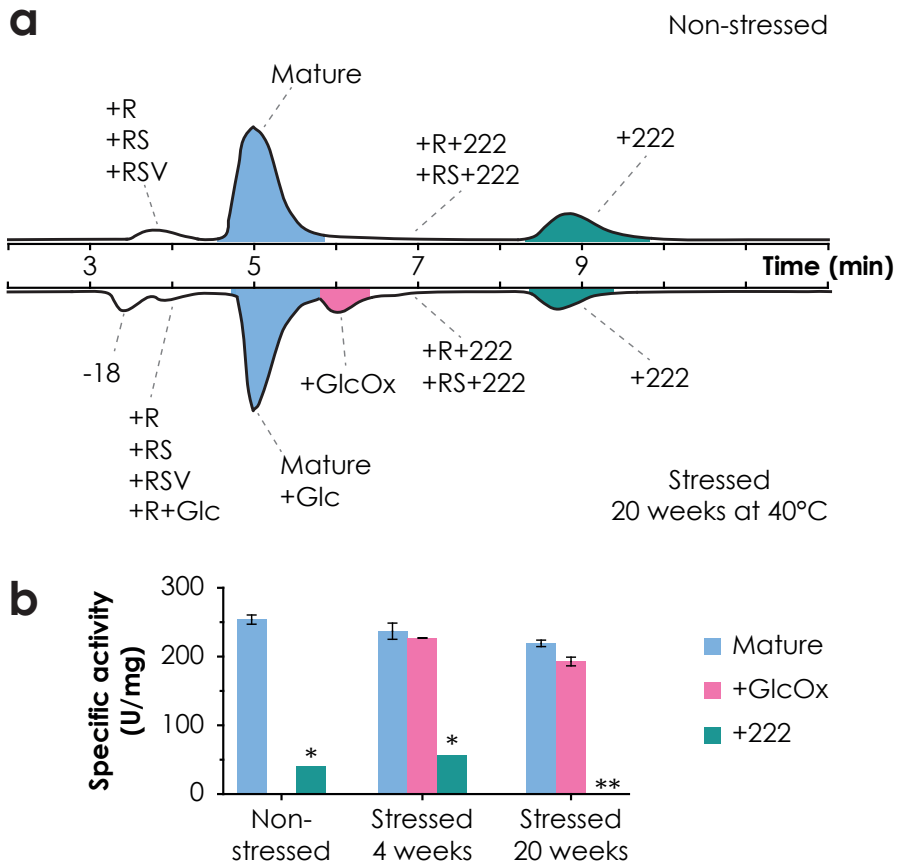 a
Non-stressed
Mature
+R
+RS
+RSV
+R+222
+RS+222
+222
3
5
7
9
Time (min)
-18
+R
+RS
+RSV
+R+Glc
Mature
+Glc
+GlcOx
+R+222
+RS+222
+222
Stressed
20 weeks at 40°C
b
Specific activity
(U/mg)
300
200
100
0
*
*
**
Non-
stressed
Stressed
4 weeks
Stressed
20 weeks
Mature
+GlcOx
+222